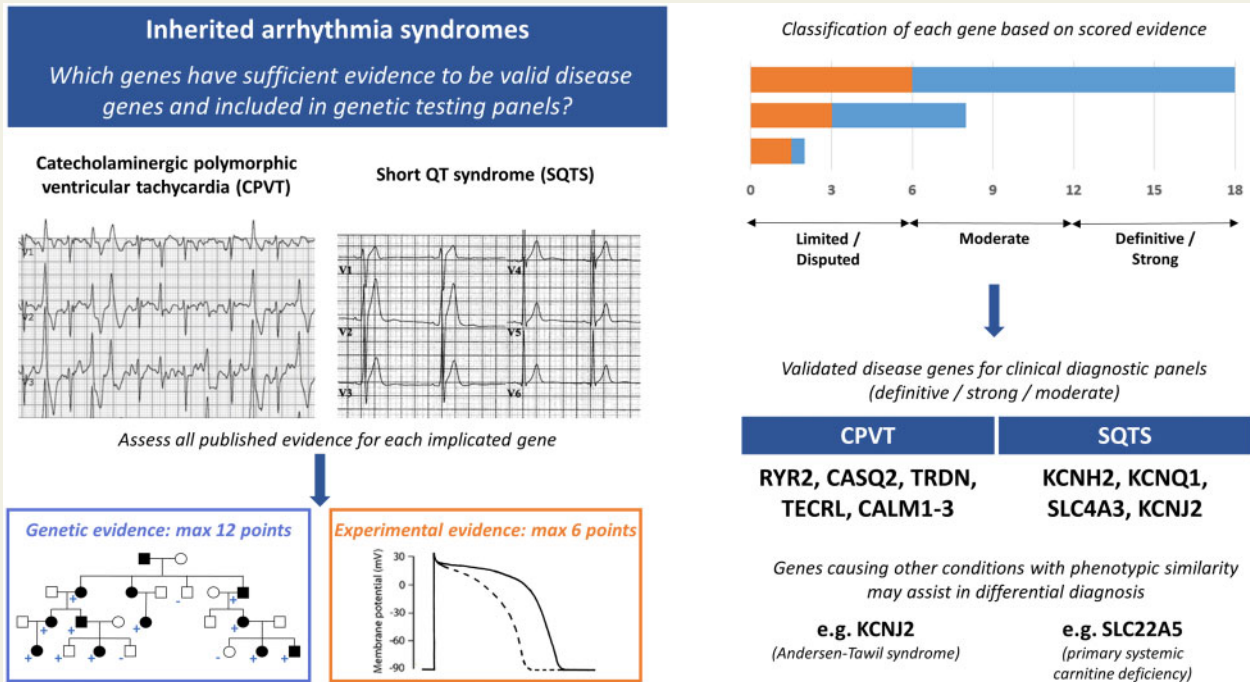 Inherited arrhythmia syndromes
Which genes have sufficient evidence to be valid disease
genes and included in genetic testing panels?
Catecholaminergic polymorphic
ventricular tachycardia (CPVT)
Short QT syndrome (SQTS)
V1
V2
V3
V1
V2
V3
V4
V5
V6
Assess all published evidence for each implicated gene
Genetic evidence: max 12 points
+
+
-
+
+
+
+
+
+
+
+
-
-
+
+
Experimental evidence: max 6 points
Membrane potential (mV)
30
0
-30
-60
-90
Classification of each gene based on scored evidence
0 3 6 9 12 15 18
Limited /
Disputed
Moderate
Definitive /
Strong
Validated disease genes for clinical diagnostic panels
(definitive / strong / moderate)
CPVT
RYR2, CASQ2, TRDN,
TECRL, CALM1-3
SQTS
KCNH2, KCNQ1,
SLC4A3, KCNJ2
Genes causing other conditions with phenotypic similarity
may assist in differential diagnosis
e.g. KCNJ2
(Andersen-Tawil syndrome)
e.g. SLC22A5
(primary systemic
carnitine deficiency)